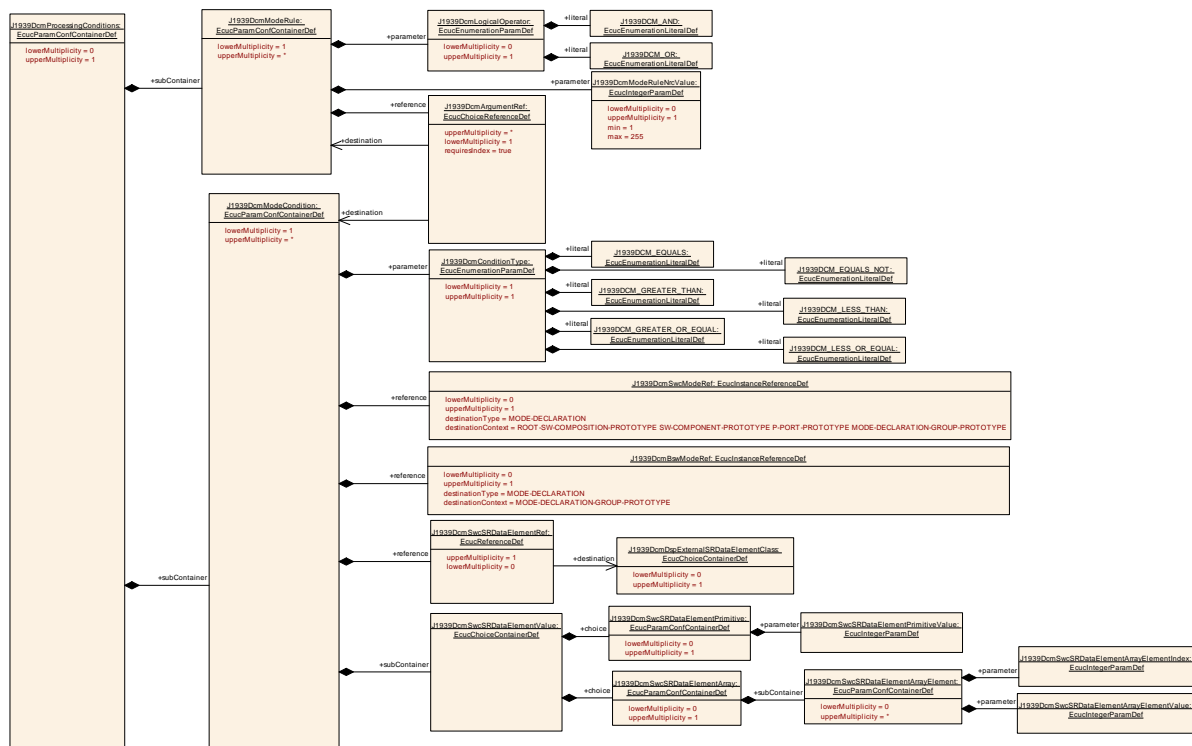 J1939DcmProcessingConditions:
EcucParamConfContainerDef
lowerMultiplicity = 0
upperMultiplicity = 1
+subContainer
J1939DcmModeRule:
EcucParamConfContainerDef
lowerMultiplicity = 1
upperMultiplicity = *
+parameter
J1939DcmLogicalOperator:
EcucEnumerationParamDef
lowerMultiplicity = 0
upperMultiplicity = 1
+literal
J1939DCM_AND:
EcucEnumerationLiteralDef
+literal
J1939DCM_OR:
EcucEnumerationLiteralDef
+parameter
J1939DcmModeRuleNrcValue:
EcucIntegerParamDef
lowerMultiplicity = 0
upperMultiplicity = 1
min = 1
max = 255
+reference
J1939DcmArgumentRef:
EcucChoiceReferenceDef
upperMultiplicity = *
lowerMultiplicity = 1
requiresIndex = true
+destination
+destination
J1939DcmModeCondition:
EcucParamConfContainerDef
lowerMultiplicity = 1
upperMultiplicity = *
+parameter
J1939DcmConditionType:
EcucEnumerationParamDef
lowerMultiplicity = 1
upperMultiplicity = 1
+literal
J1939DCM_EQUALS:
EcucEnumerationLiteralDef
+literal
J1939DCM_EQUALS_NOT:
EcucEnumerationLiteralDef
+literal
J1939DCM_GREATER_THAN:
EcucEnumerationLiteralDef
+literal
J1939DCM_LESS_THAN:
EcucEnumerationLiteralDef
+literal
J1939DCM_GREATER_OR_EQUAL:
EcucEnumerationLiteralDef
+literal
J1939DCM_LESS_OR_EQUAL:
EcucEnumerationLiteralDef
+reference
J1939DcmSwcModeRef: EcucInstanceReferenceDef
lowerMultiplicity = 0
upperMultiplicity = 1
destinationType = MODE-DECLARATION
destinationContext = ROOT-SW-COMPOSITION-PROTOTYPE SW-COMPONENT-PROTOTYPE P-PORT-PROTOTYPE MODE-DECLARATION-GROUP-PROTOTYPE
+reference
J1939DcmBswModeRef: EcucInstanceReferenceDef
lowerMultiplicity = 0
upperMultiplicity = 1
destinationType = MODE-DECLARATION
destinationContext = MODE-DECLARATION-GROUP-PROTOTYPE
+reference
J1939DcmSwcSRDataElementRef:
EcucReferenceDef
upperMultiplicity = 1
lowerMultiplicity = 0
+destination
J1939DcmDspExternalSRDataElementClass:
EcucChoiceContainerDef
lowerMultiplicity = 0
upperMultiplicity = 1
+subContainer
+subContainer
J1939DcmSwcSRDataElementValue:
EcucChoiceContainerDef
+choice
J1939DcmSwcSRDataElementPrimitive:
EcucParamConfContainerDef
lowerMultiplicity = 0
upperMultiplicity = 1
+parameter
J1939DcmSwcSRDataElementPrimitiveValue:
EcucIntegerParamDef
+choice
J1939DcmSwcSRDataElementArray:
EcucParamConfContainerDef
lowerMultiplicity = 0
upperMultiplicity = 1
+subContainer
J1939DcmSwcSRDataElementArrayElement:
EcucParamConfContainerDef
lowerMultiplicity = 0
upperMultiplicity = *
+parameter
J1939DcmSwcSRDataElementArrayElementIndex:
EcucIntegerParamDef
+parameter
J1939DcmSwcSRDataElementArrayElementValue:
EcucIntegerParamDef